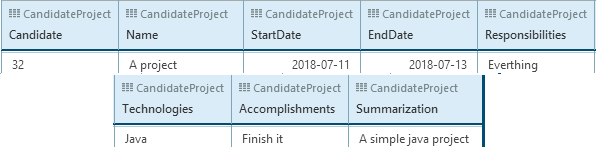 CandidateProject CandidateProject CandidateProject CandidateProject CandidateProject
Candidate Name StartDate EndDate Responsibilities
32 A project 2018-07-11 2018-07-13 Everthing
CandidateProject CandidateProject CandidateProject
Technologies Accomplishments Summarization
Java Finish it A simple java project